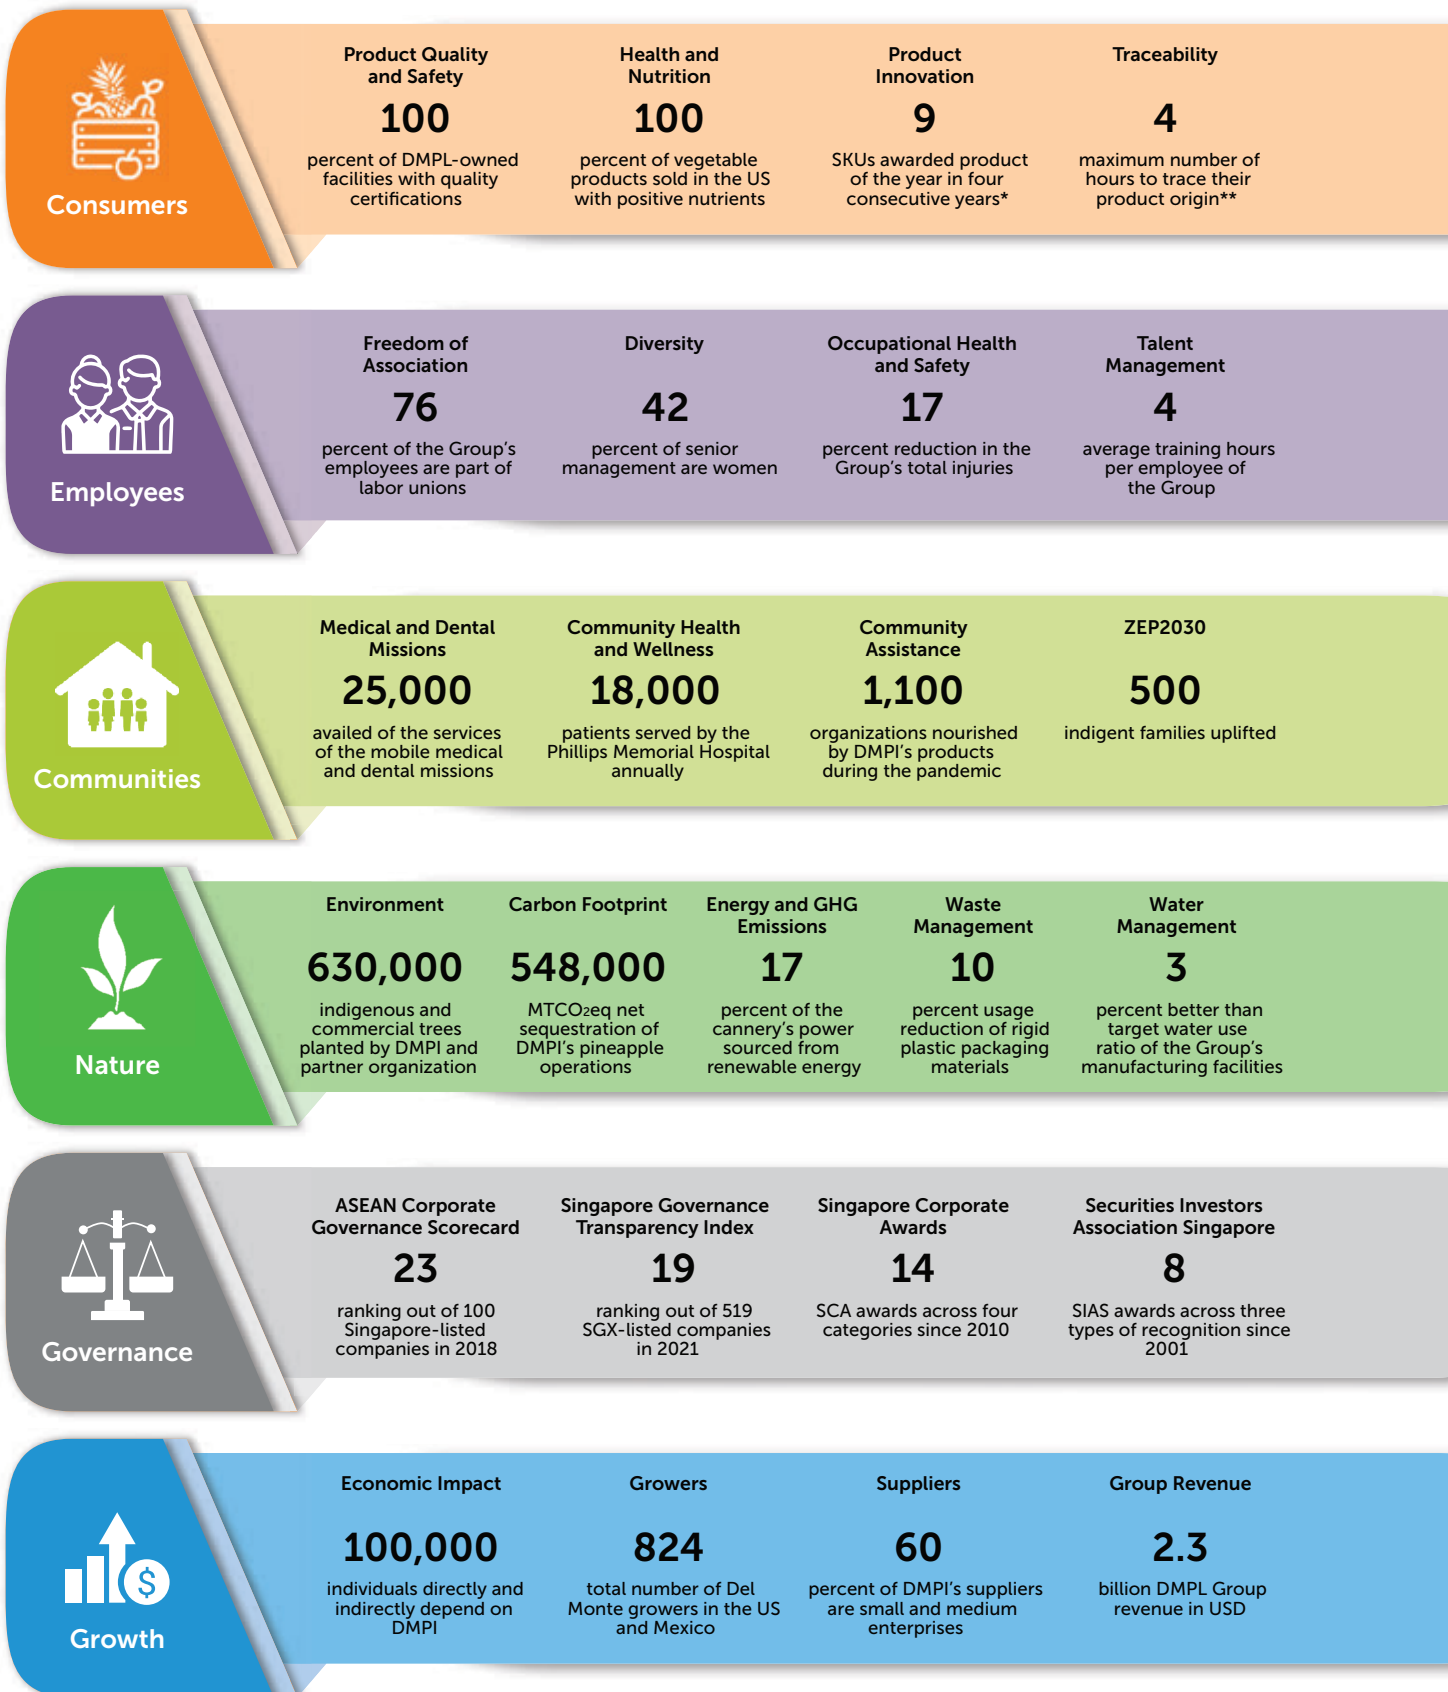 Consumers
Product Quality
and Safety
100
percent of DMPL-owned
facilities with quality
certifications
Health and
Nutrition
100
percent of vegetable
products sold in the US
with positive nutrients
Product
Innovation
9
SKUs awarded product
of the year in four
consecutive years*
Traceability
4
maximum number of
hours to trace their
product origin**
Employees
Freedom of
Association
76
percent of the Group's
employees are part of
labor unions
Diversity
42
percent of senior
management are women
Occupational Health
and Safety
17
percent reduction in the
Group's total injuries
Talent
Management
4
average training hours
per employee of
the Group
Communities
Medical and Dental
Missions
25,000
availed of the services
of the mobile medical
and dental missions
Community Health
and Wellness
18,000
patients served by the
Phillips Memorial Hospital
annually
Community
Assistance
1,100
organizations nourished
by DMPI's products
during the pandemic
ZEP2030
500
indigent families uplifted
Nature
Environment
630,000
indigenous and
commercial trees
planted by DMPI and
partner organization
Carbon Footprint
548,000
MTCO2eq net
sequestration of
DMPI's pineapple
operations
Energy and GHG
Emissions
17
percent of the
cannery's power
sourced from
renewable energy
Waste
Management
10
percent usage
reduction of rigid
plastic packaging
materials
Water
Management
3
percent better than
target water use
ratio of the Group's
manufacturing facilities
Governance
ASEAN Corporate
Governance Scorecard
23
ranking out of 100
Singapore-listed
companies in 2018
Singapore Governance
Transparency Index
19
ranking out of 519
SGX-listed companies
in 2021
Singapore Corporate
Awards
14
SCA awards across four
categories since 2010
Securities Investors
Association Singapore
8
SIAS awards across three
types of recognition since
2001
Growth
$
Economic Impact
100,000
individuals directly and
indirectly depend on
DMPI
Growers
824
total number of Del
Monte growers in the US
and Mexico
Suppliers
60
percent of DMPI's suppliers
are small and medium
enterprises
Group Revenue
2.3
billion DMPL Group
revenue in USD